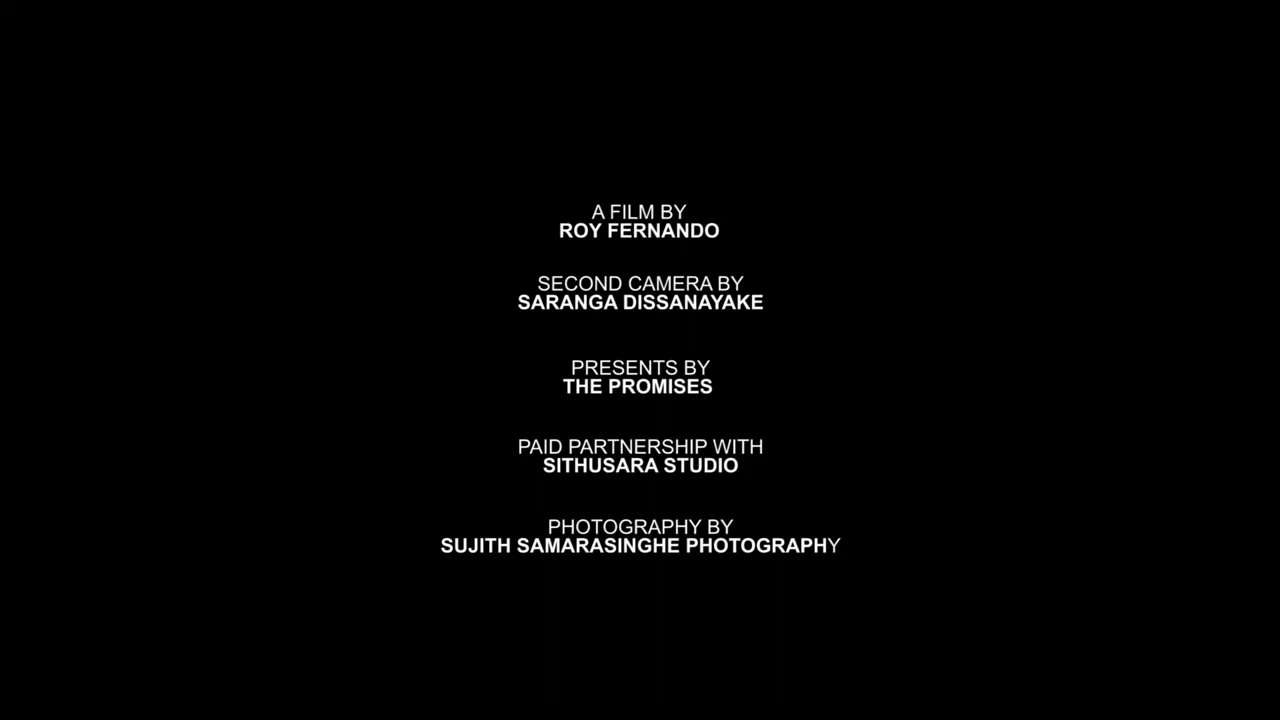 A FILM BY
ROY FERNANDO
SECOND CAMERA BY
SARANGA DISSANAYAKE
PRESENTS BY
THE PROMISES
PAID PARTNERSHIP WITH
SITHUSARA STUDIO
PHOTOGRAPHY BY
SUJITH SAMARASINGHE PHOTOGRAPHY